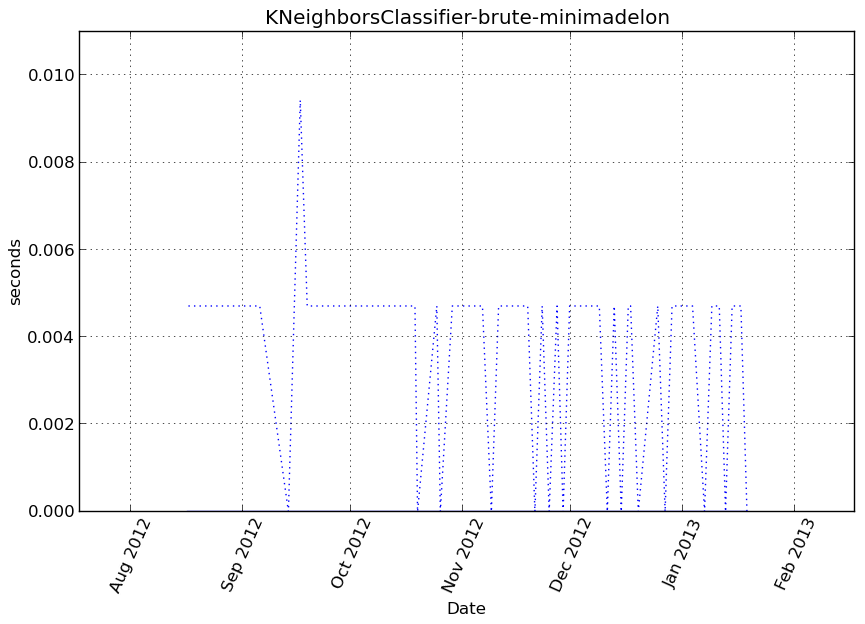 KNeighborsClassifier-brute-minimadelon
0.010
0.008
0.006
0.004
0.002
0.000
seconds
Aug 2012
Sep 2012
Oct 2012
Nov 2012
Dec 2012
Jan 2013
Feb 2013
Date